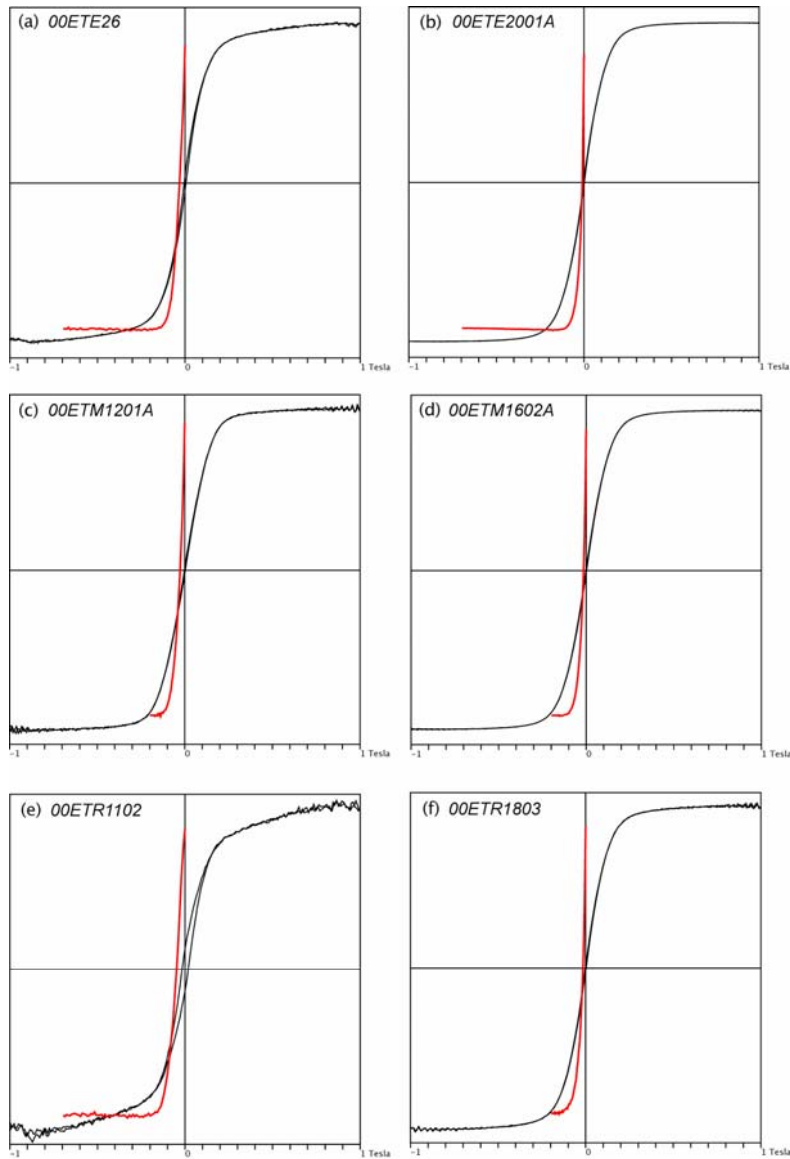 (a) 00ETE26
(b) 00ETE2001A
-1 0 1 Tesla
-1 0 1 Tesla
(c) 00ETM1201A
(d) 00ETM1602A
-1 0 1 Tesla
-1 0 1 Tesla
(e) 00ETR1102
(f) 00ETR1803
-1 0 1 Tesla
-1 0 1 Tesla